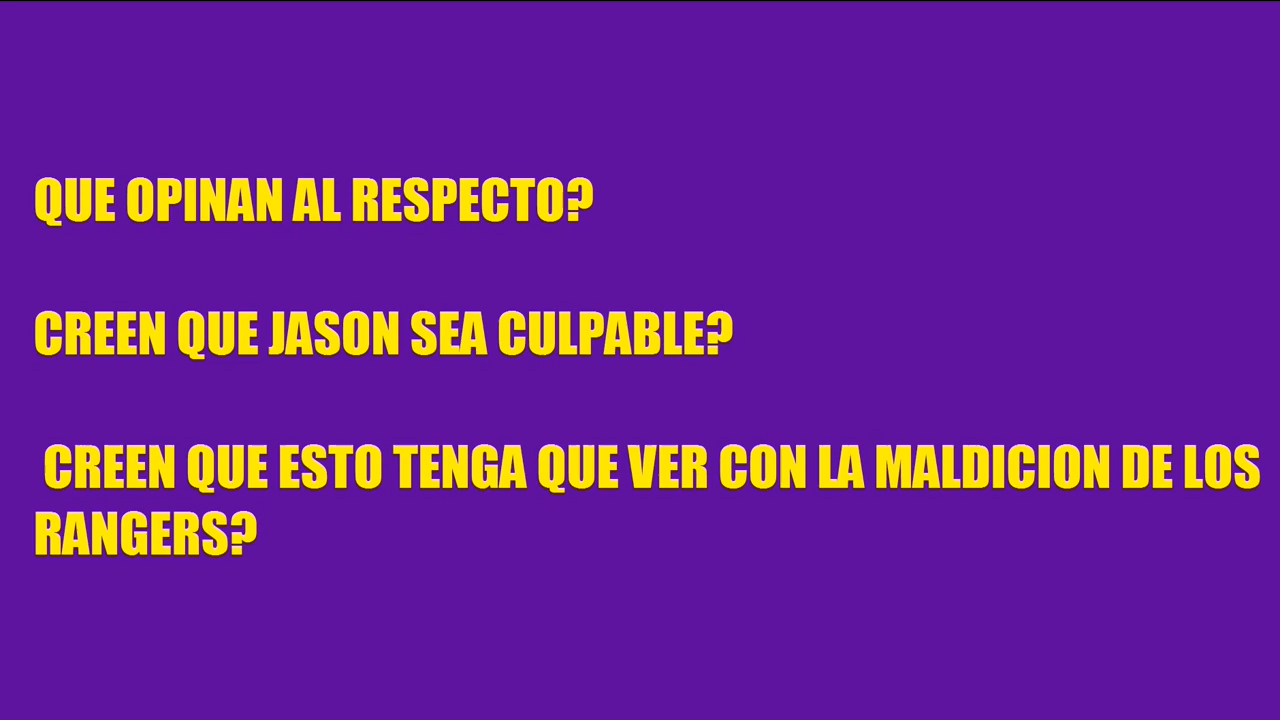 QUE OPINAN AL RESPECTO?
CREEN QUE JASON SEA CULPABLE?
CREEN QUE ESTO TENGA QUE VER CON LA MALDICION DE LOS
RANGERS?